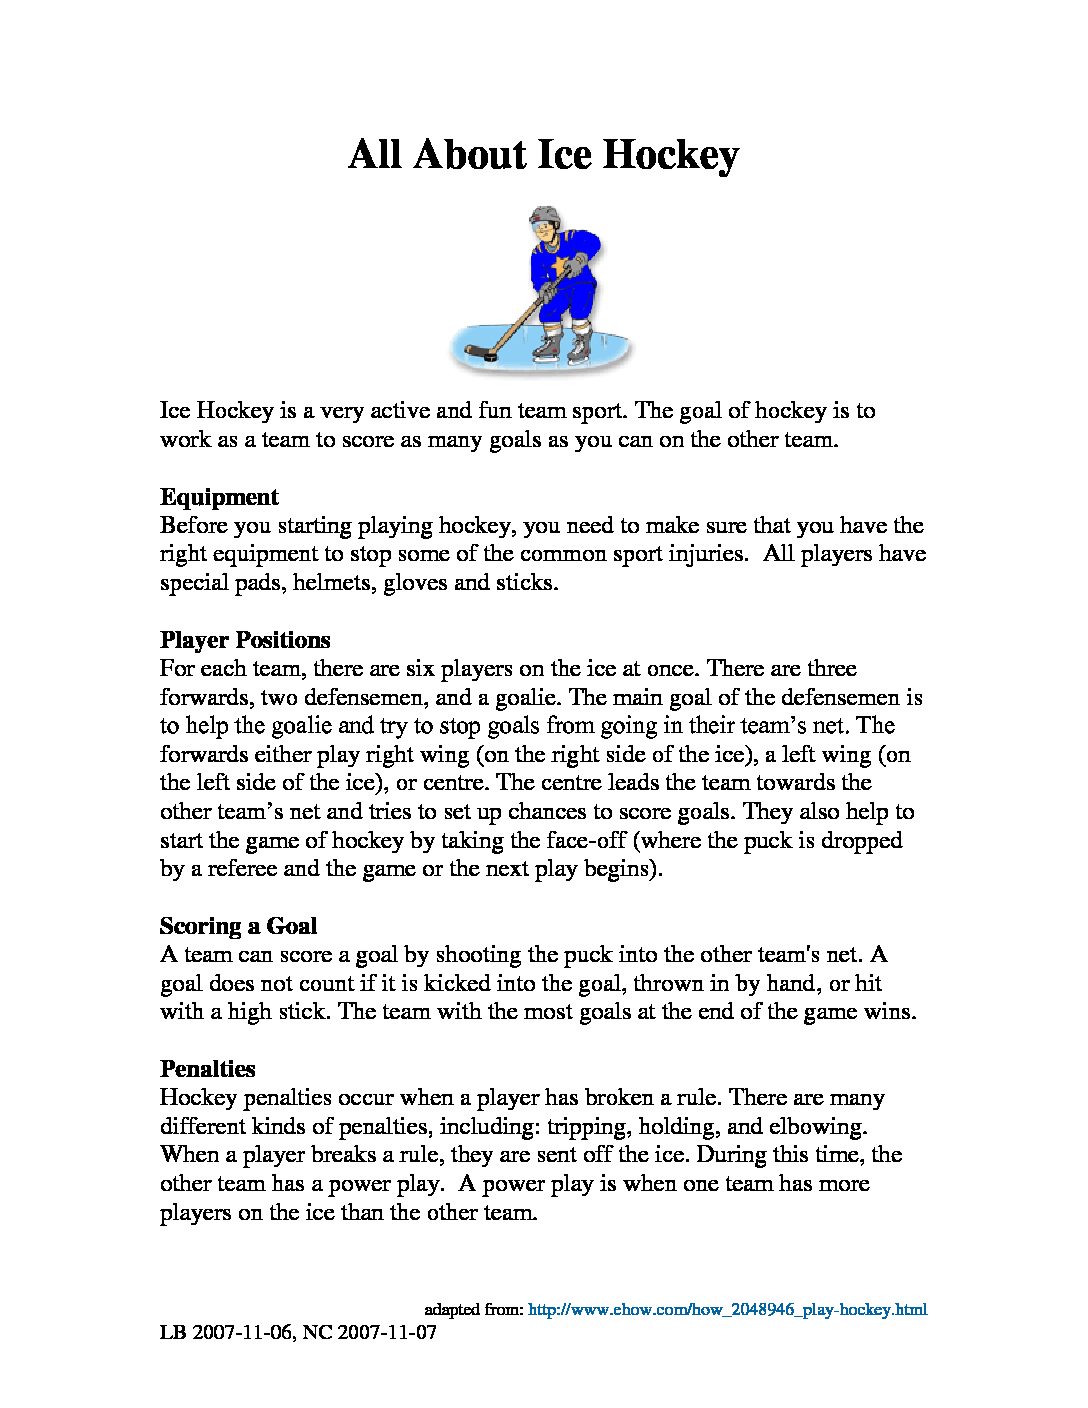 All About Ice Hockey
Ice Hockey is a very active and fun team sport. The goal of hockey is to
work as a team to score as many goals as you can on the other team.
Equipment
Before you starting playing hockey, you need to make sure that you have the
right equipment to stop some of the common sport injuries.  All players have
special pads, helmets, gloves and sticks.
Player Positions
For each team, there are six players on the ice at once. There are three
forwards, two defensemen, and a goalie. The main goal of the defensemen is
to help the goalie and try to stop goals from going in their team’s net. The
forwards either play right wing (on the right side of the ice), a left wing (on
the left side of the ice), or centre. The centre leads the team towards the
other team’s net and tries to set up chances to score goals. They also help to
start the game of hockey by taking the face-off (where the puck is dropped
by a referee and the game or the next play begins).
Scoring a Goal
A team can score a goal by shooting the puck into the other team's net. A
goal does not count if it is kicked into the goal, thrown in by hand, or hit
with a high stick. The team with the most goals at the end of the game wins.
Penalties
Hockey penalties occur when a player has broken a rule. There are many
different kinds of penalties, including: tripping, holding, and elbowing.
When a player breaks a rule, they are sent off the ice. During this time, the
other team has a power play.  A power play is when one team has more
players on the ice than the other team.
adapted from: http://www.ehow.com/how_2048946_play-hockey.html
LB 2007-11-06, NC 2007-11-07